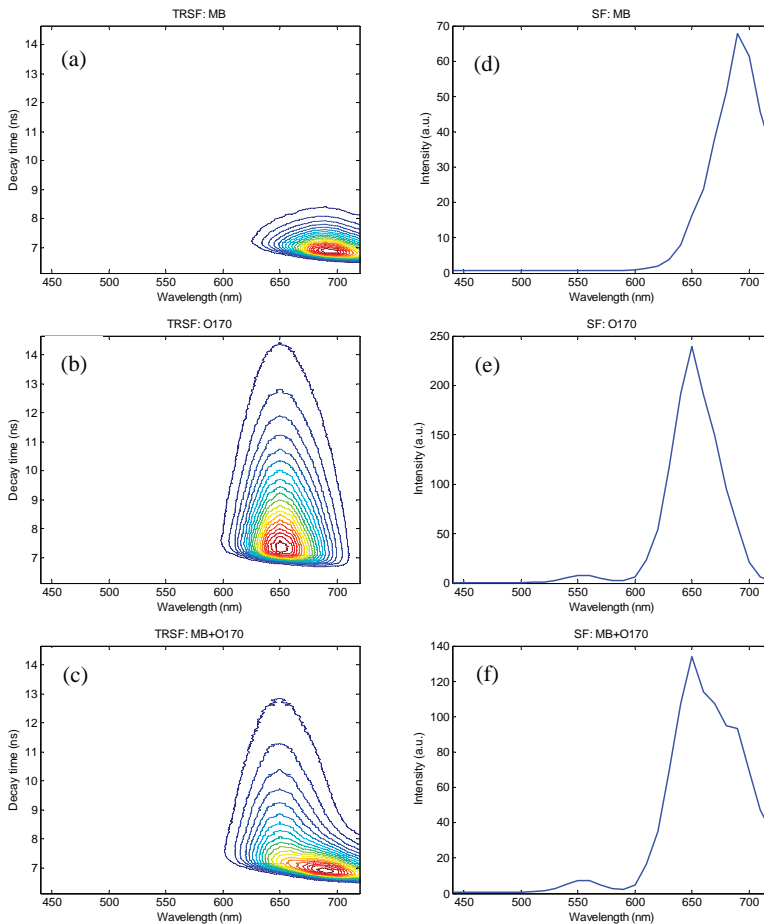 TRSF: MB
(a)
Decay time (ns)
14
13
12
11
10
9
8
7
450 500 550 600 650 700
Wavelength (nm)
SF: MB
(d)
Intensity (a.u.)
70
60
50
40
30
20
10
0
450 500 550 600 650 700
Wavelength (nm)
TRSF: O170
(b)
Decay time (ns)
14
13
12
11
10
9
8
7
450 500 550 600 650 700
Wavelength (nm)
SF: O170
(e)
Intensity (a.u.)
250
200
150
100
50
0
450 500 550 600 650 700
Wavelength (nm)
TRSF: MB+O170
(c)
Decay time (ns)
14
13
12
11
10
9
8
7
450 500 550 600 650 700
Wavelength (nm)
SF: MB+O170
(f)
Intensity (a.u.)
140
120
100
80
60
40
20
0
450 500 550 600 650 700
Wavelength (nm)